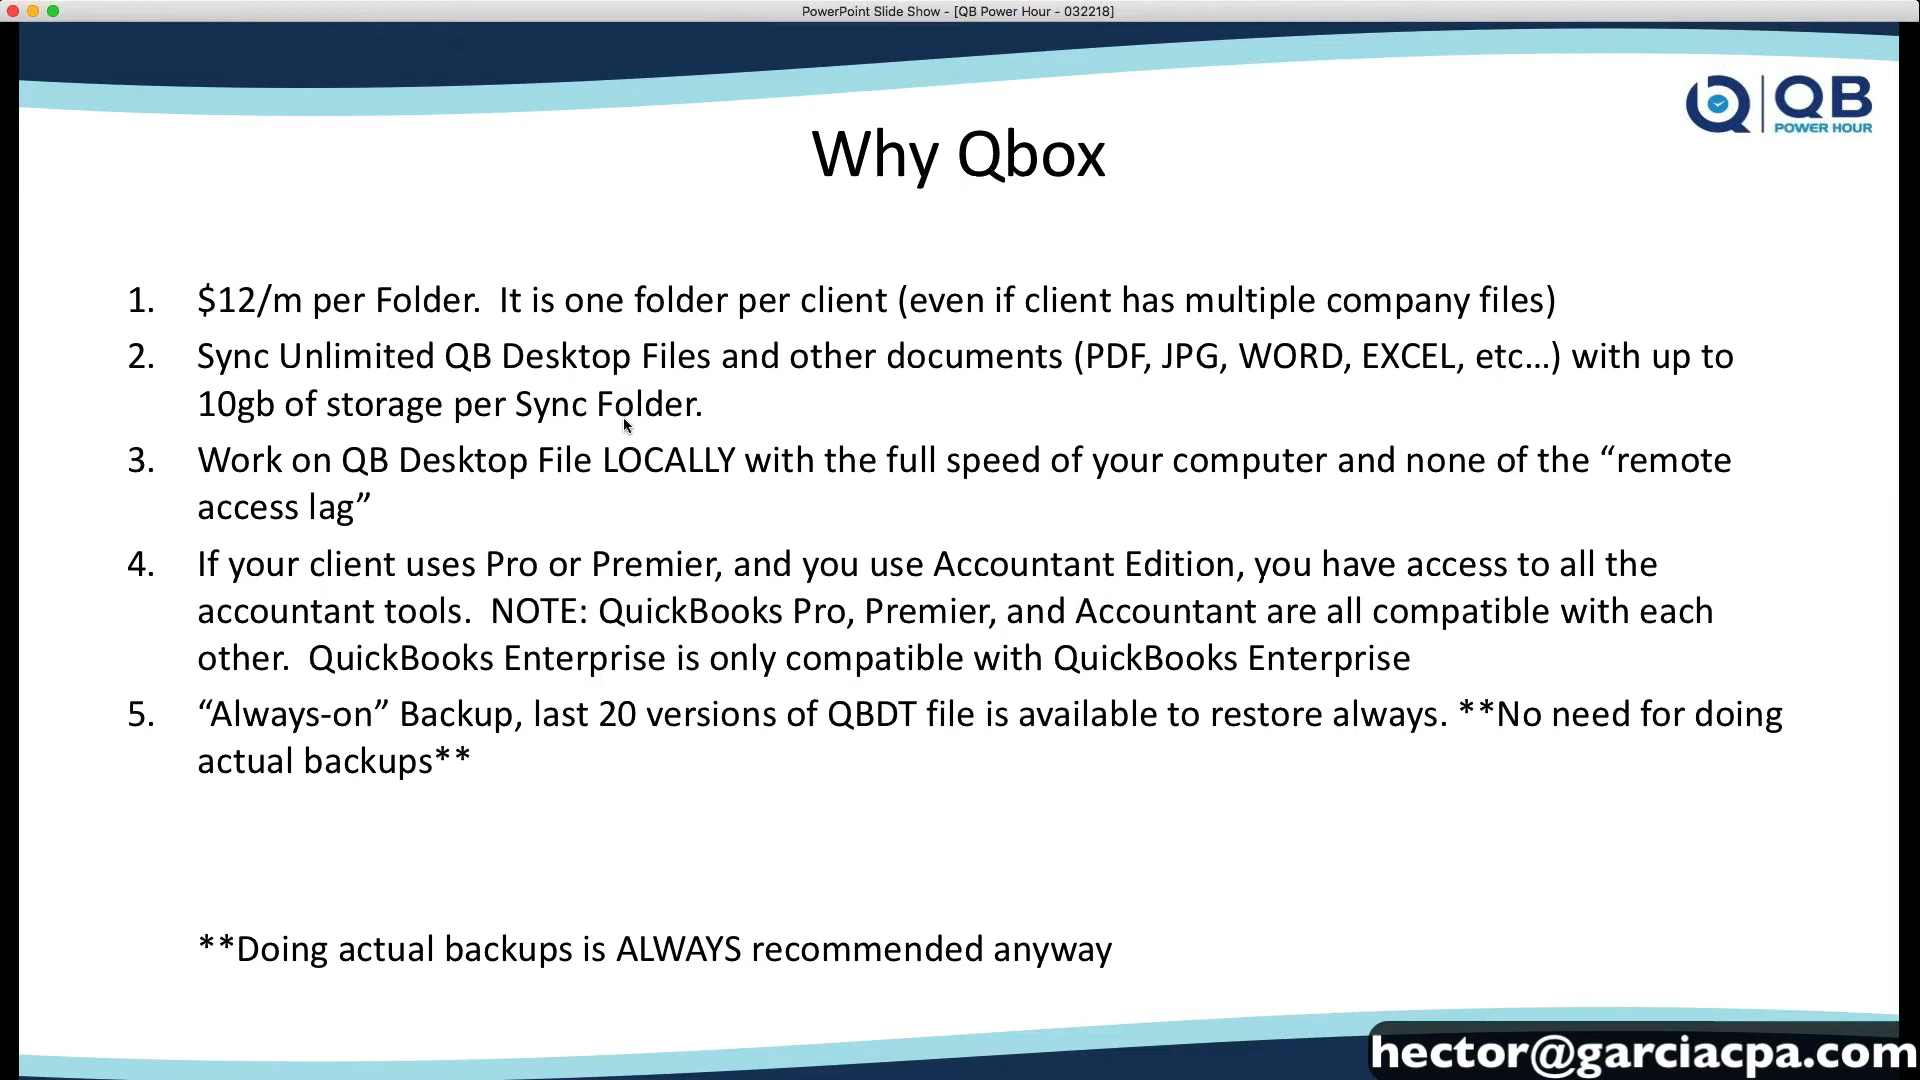 PowerPoint Slide Show - [QB Power Hour - 032218]
QB
POWER HOUR
Why Qbox
1. $12/m per Folder.  It is one folder per client (even if client has multiple company files)
2. Sync Unlimited QB Desktop Files and other documents (PDF, JPG, WORD, EXCEL, etc…) with up to
10gb of storage per Sync Folder.
3. Work on QB Desktop File LOCALLY with the full speed of your computer and none of the “remote
access lag”
4. If your client uses Pro or Premier, and you use Accountant Edition, you have access to all the
accountant tools.  NOTE: QuickBooks Pro, Premier, and Accountant are all compatible with each
other.  QuickBooks Enterprise is only compatible with QuickBooks Enterprise
5. “Always-on” Backup, last 20 versions of QBDT file is available to restore always. **No need for doing
actual backups**
**Doing actual backups is ALWAYS recommended anyway
hector@garciacpa.com